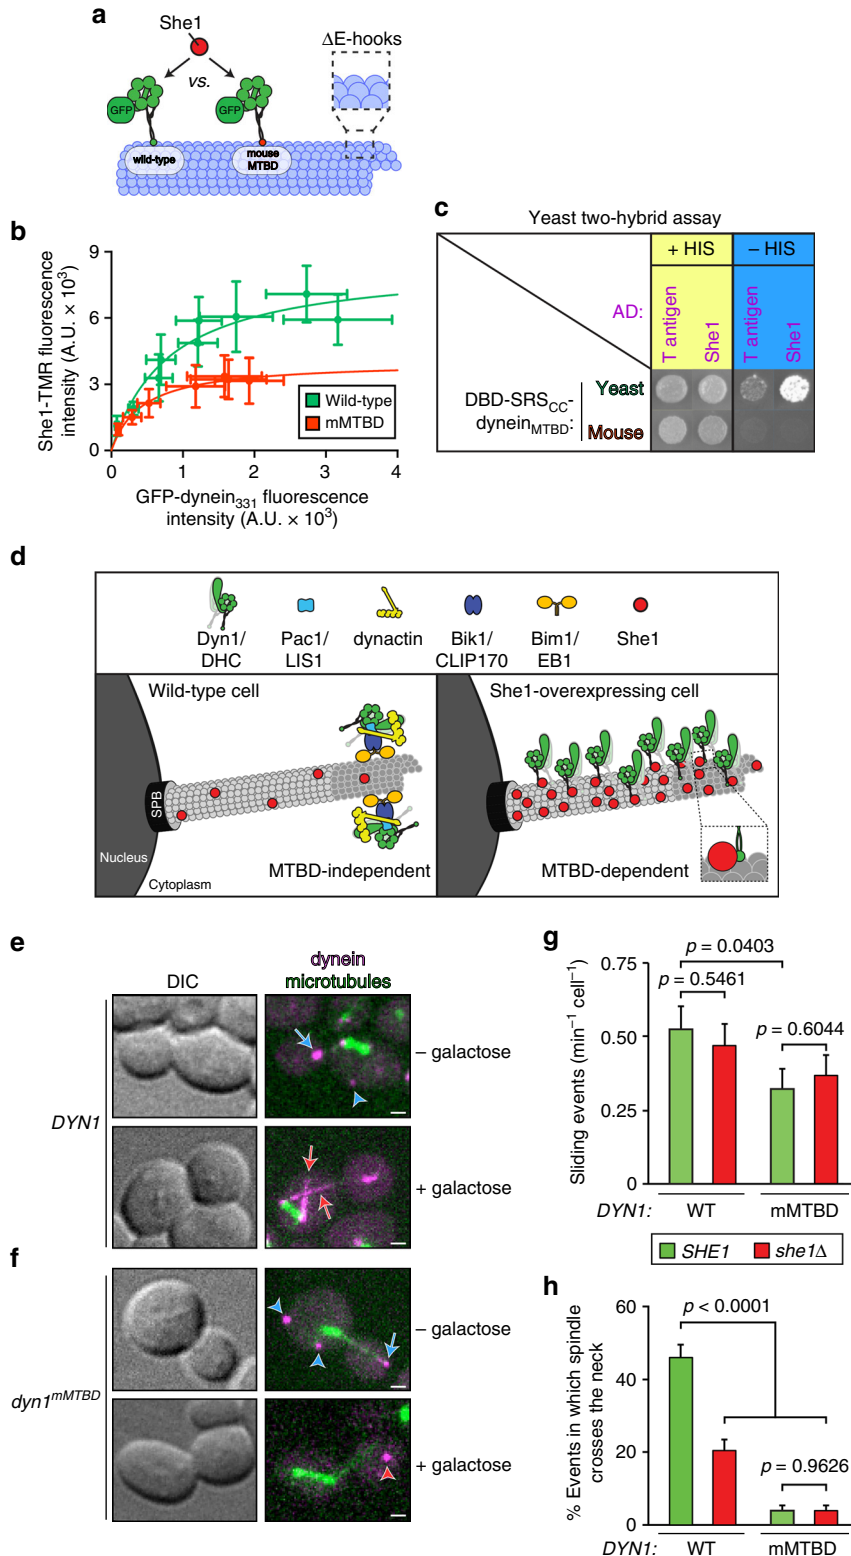 a
She1
vs.
GFP
GFP
wild-type
mouse
MTBD
ΔE-hooks
b
She1-TMR fluorescence
intensity (A.U. × 10³)
9
6
3
0
0
1
2
3
4
Wild-type
mMTBD
GFP-dynein₃₃₁ fluorescence
intensity (A.U. × 10³)
c
Yeast two-hybrid assay
+ HIS
– HIS
AD:
T antigen
She1
T antigen
She1
DBD-SRS_CC-
dynein_MTBD:
Yeast
Mouse
d
Dyn1/
DHC
Pac1/
LIS1
dynactin
Bik1/
CLIP170
Bim1/
EB1
She1
Wild-type cell
SPB
Nucleus
Cytoplasm
MTBD-independent
She1-overexpressing cell
MTBD-dependent
e
DIC
dynein
microtubules
DYN1
– galactose
+ galactose
f
dyn1^mMTBD
– galactose
+ galactose
g
Sliding events (min⁻¹ cell⁻¹)
0.75
0.50
0.25
0
p = 0.0403
p = 0.5461
p = 0.6044
DYN1:
WT
mMTBD
SHE1
she1Δ
h
% Events in which spindle
crosses the neck
60
40
20
0
p < 0.0001
p = 0.9626
DYN1:
WT
mMTBD